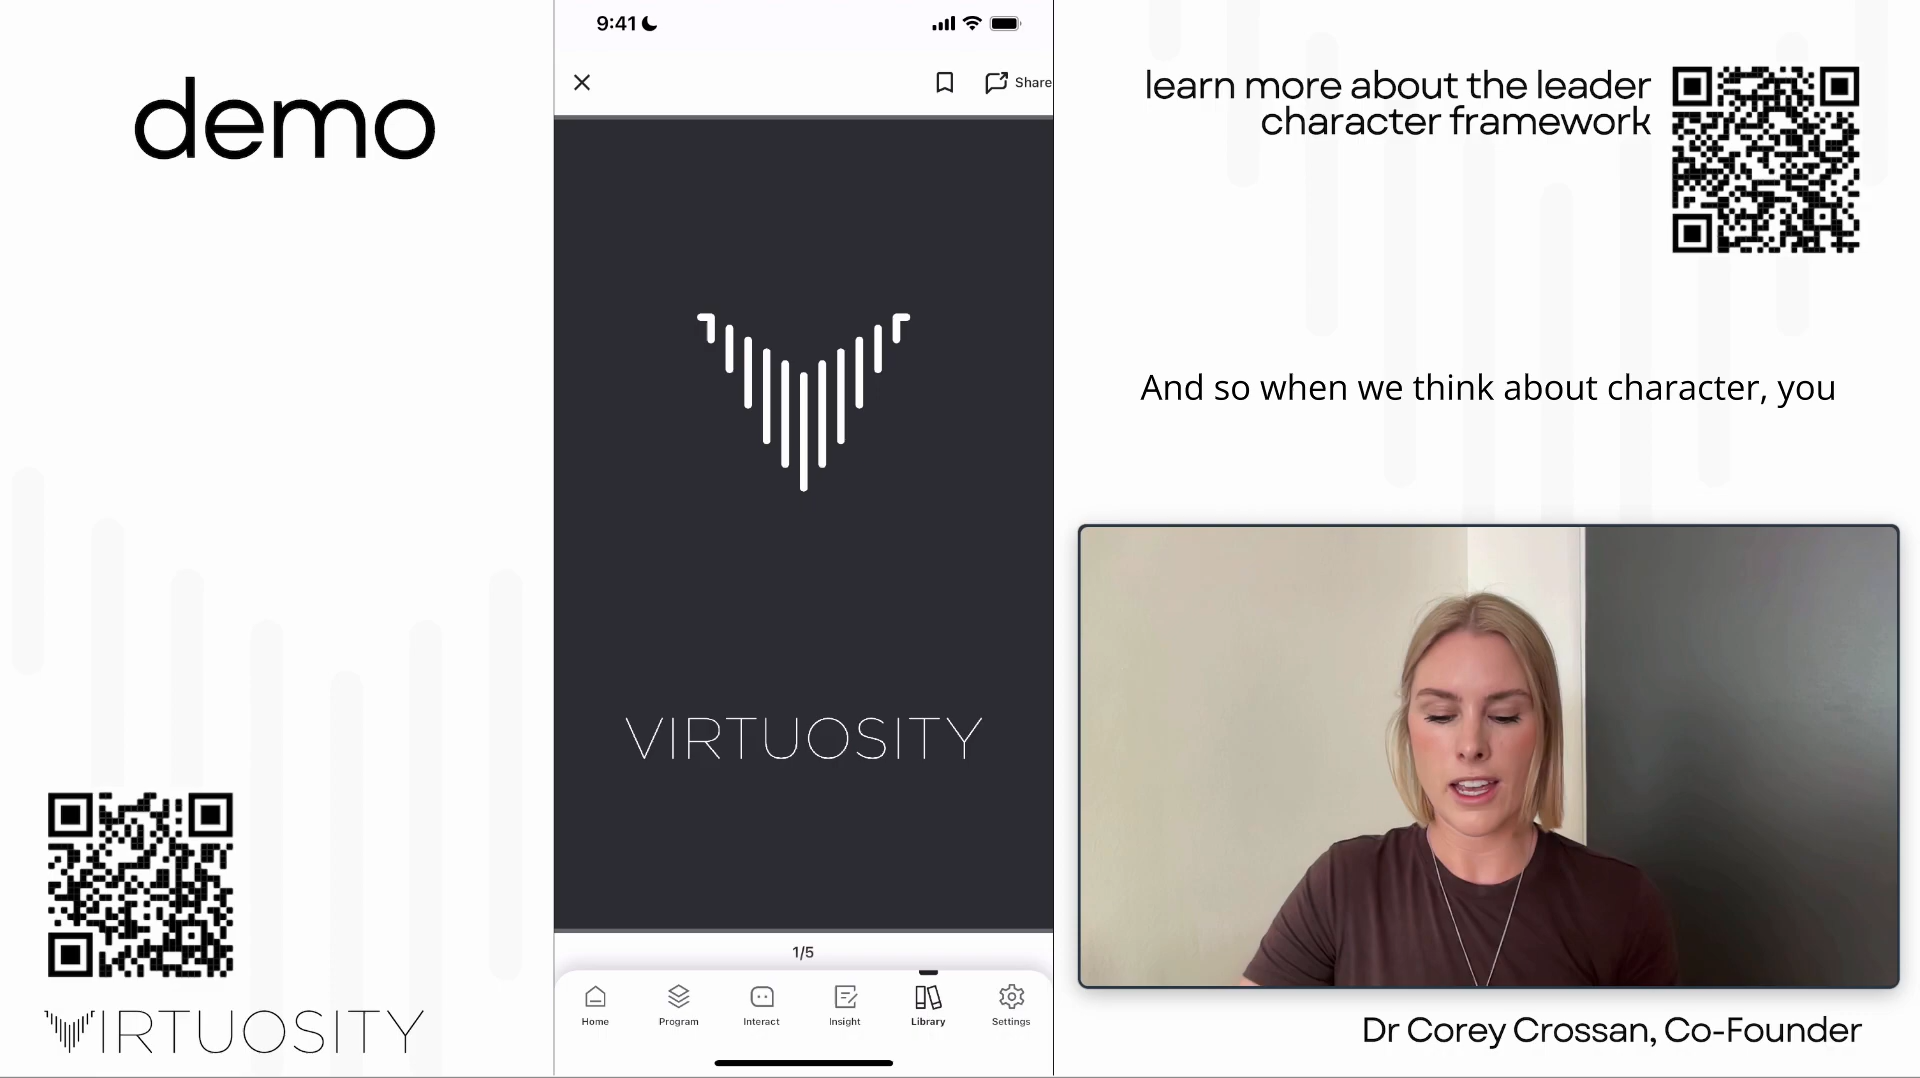 demo
9:41
Share
VIRTUOSITY
1/5
Home
Program
Interact
Insight
Library
Settings
learn more about the leader
character framework
And so when we think about character, you
Dr Corey Crossan, Co-Founder
VIRTUOSITY